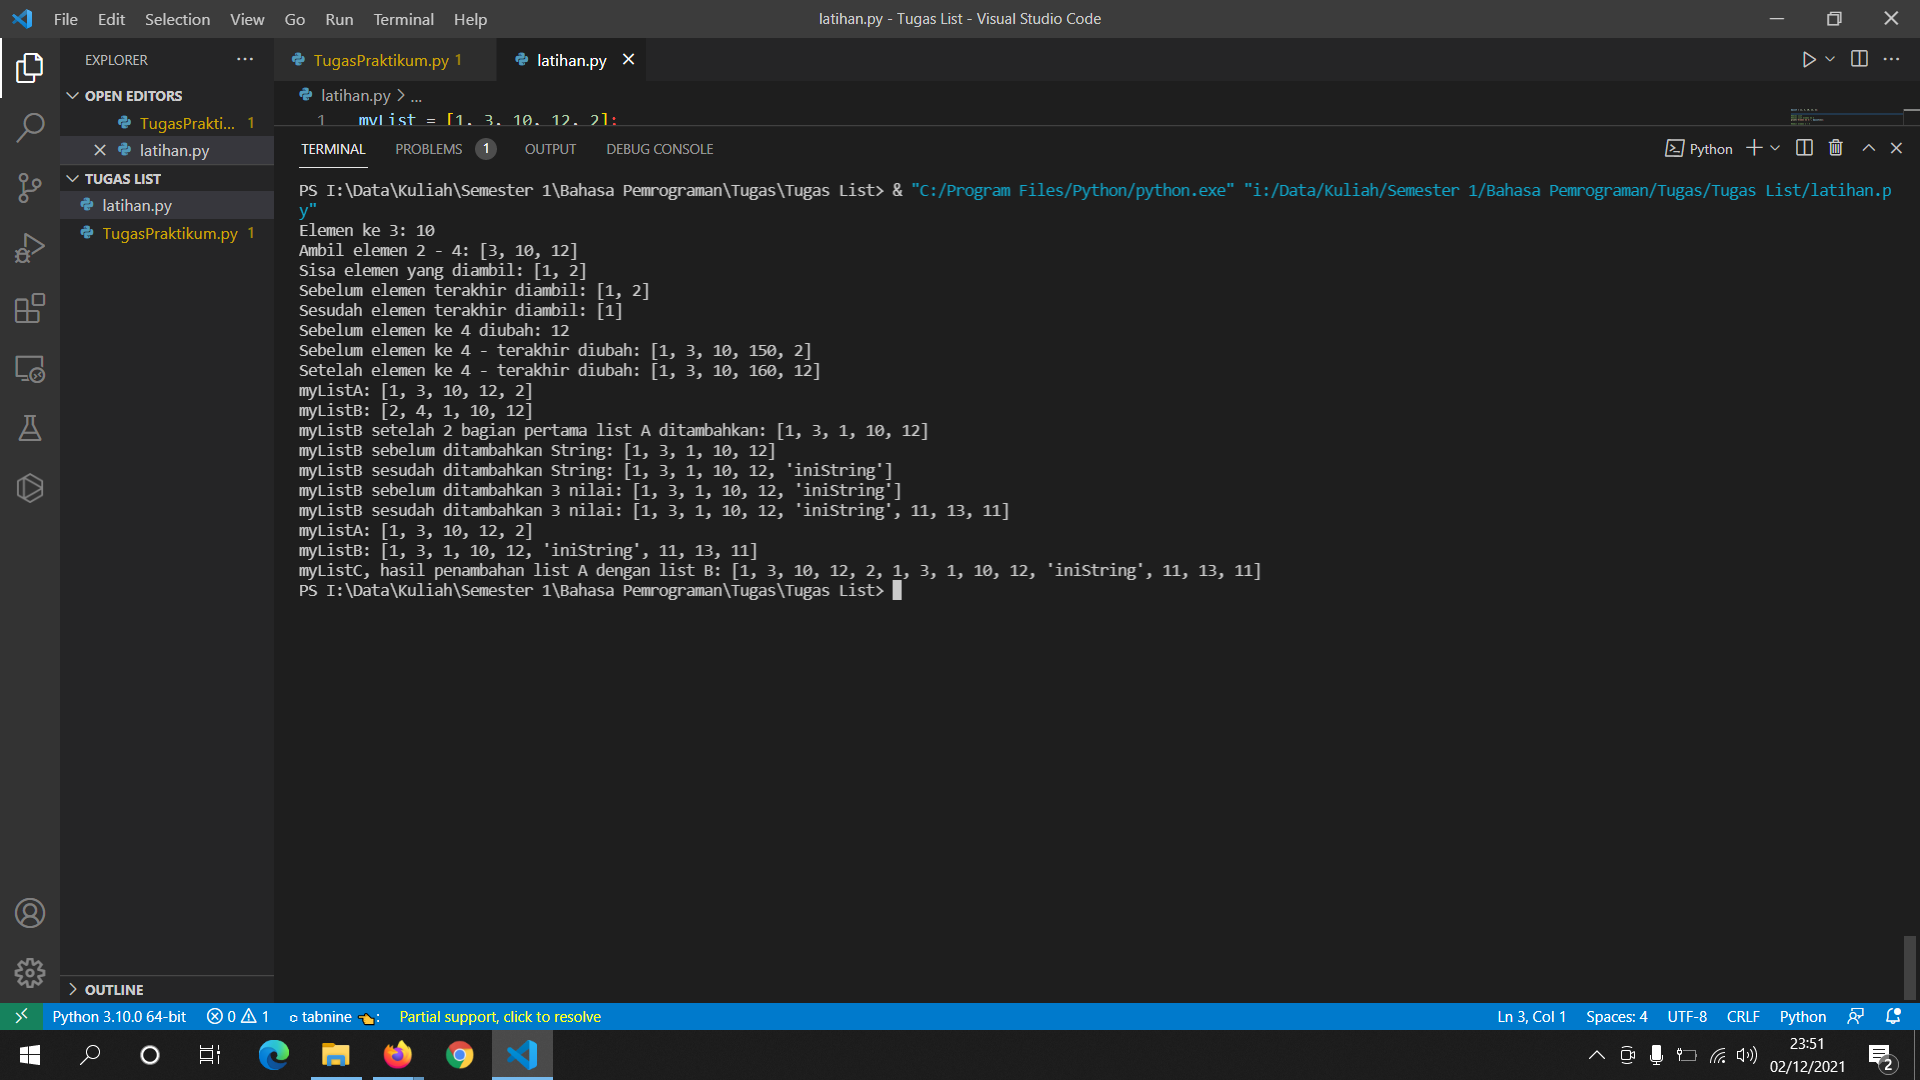 File Edit Selection View Go Run Terminal Help
latihan.py - Tugas List - Visual Studio Code
EXPLORER
OPEN EDITORS
TugasPrakti... 1
latihan.py
TUGAS LIST
latihan.py
TugasPraktikum.py 1
OUTLINE
TugasPraktikum.py 1
latihan.py
latihan.py > ...
1 myList = [1, 3, 10, 12, 2];
TERMINAL PROBLEMS 1 OUTPUT DEBUG CONSOLE
Python
PS I:\Data\Kuliah\Semester 1\Bahasa Pemrograman\Tugas\Tugas List> & "C:/Program Files/Python/python.exe" "i:/Data/Kuliah/Semester 1/Bahasa Pemrograman/Tugas/Tugas List/latihan.p
y"
Elemen ke 3: 10
Ambil elemen 2 - 4: [3, 10, 12]
Sisa elemen yang diambil: [1, 2]
Sebelum elemen terakhir diambil: [1, 2]
Sesudah elemen terakhir diambil: [1]
Sebelum elemen ke 4 diubah: 12
Sebelum elemen ke 4 - terakhir diubah: [1, 3, 10, 150, 2]
Setelah elemen ke 4 - terakhir diubah: [1, 3, 10, 160, 12]
myListA: [1, 3, 10, 12, 2]
myListB: [2, 4, 1, 10, 12]
myListB setelah 2 bagian pertama list A ditambahkan: [1, 3, 1, 10, 12]
myListB sebelum ditambahkan String: [1, 3, 1, 10, 12]
myListB sesudah ditambahkan String: [1, 3, 1, 10, 12, 'iniString']
myListB sebelum ditambahkan 3 nilai: [1, 3, 1, 10, 12, 'iniString']
myListB sesudah ditambahkan 3 nilai: [1, 3, 1, 10, 12, 'iniString', 11, 13, 11]
myListA: [1, 3, 10, 12, 2]
myListB: [1, 3, 1, 10, 12, 'iniString', 11, 13, 11]
myListC, hasil penambahan list A dengan list B: [1, 3, 10, 12, 2, 1, 3, 1, 10, 12, 'iniString', 11, 13, 11]
PS I:\Data\Kuliah\Semester 1\Bahasa Pemrograman\Tugas\Tugas List>
Python 3.10.0 64-bit 0 1 tabnine : Partial support, click to resolve
Ln 3, Col 1 Spaces: 4 UTF-8 CRLF Python
23:51
02/12/2021
2